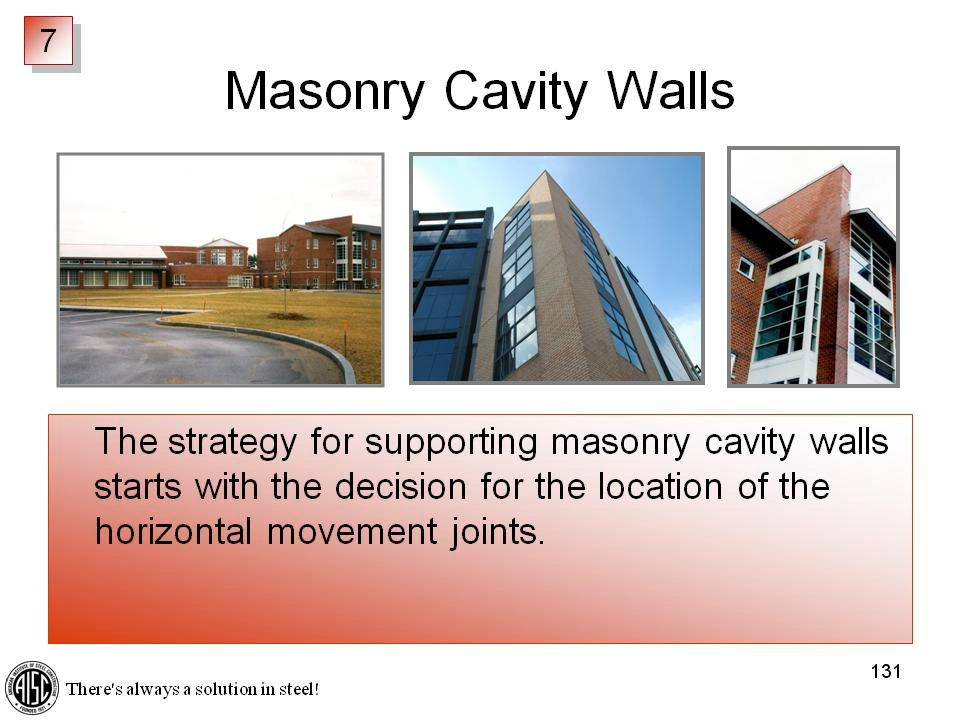 7
Masonry Cavity Walls
The strategy for supporting masonry cavity walls
starts with the decision for the location of the
horizontal movement joints.
AISC
There's always a solution in steel!
131